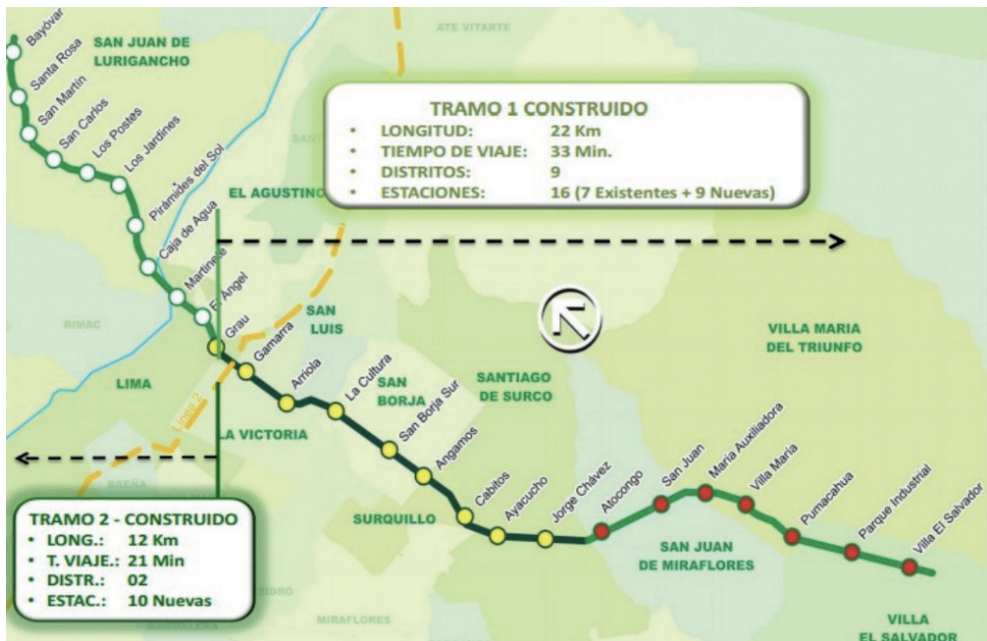 ATE VITARTE
SAN JUAN DE
LURIGANCHO
Bayóvar
Santa Rosa
San Martín
San Carlos
Los Postes
Los Jardines
Pirámides del Sol
Caja de Agua
Martinete
El Angel
Grau
Gamarra
Arriola
La Cultura
San Borja Sur
Angamos
Cabitos
Ayacucho
Jorge Chávez
Atocongo
San Juan
María Auxiliadora
Villa María
Pumacahua
Parque Industrial
Villa El Salvador
TRAMO 1 CONSTRUIDO
• LONGITUD: 22 Km
• TIEMPO DE VIAJE: 33 Min.
• DISTRITOS: 9
• ESTACIONES: 16 (7 Existentes + 9 Nuevas)
EL AGUSTINO
SAN
LUIS
RIMAC
LIMA
Línea 2
LA VICTORIA
SAN
BORJA
SANTIAGO
DE SURCO
VILLA MARIA
DEL TRIUNFO
BREÑA
SURQUILLO
SAN JUAN
DE MIRAFLORES
TRAMO 2 - CONSTRUIDO
• LONG.: 12 Km
• T. VIAJE.: 21 Min
• DISTR.: 02
• ESTAC.: 10 Nuevas
MIRAFLORES
MAGDALENA
VILLA
EL SALVADOR